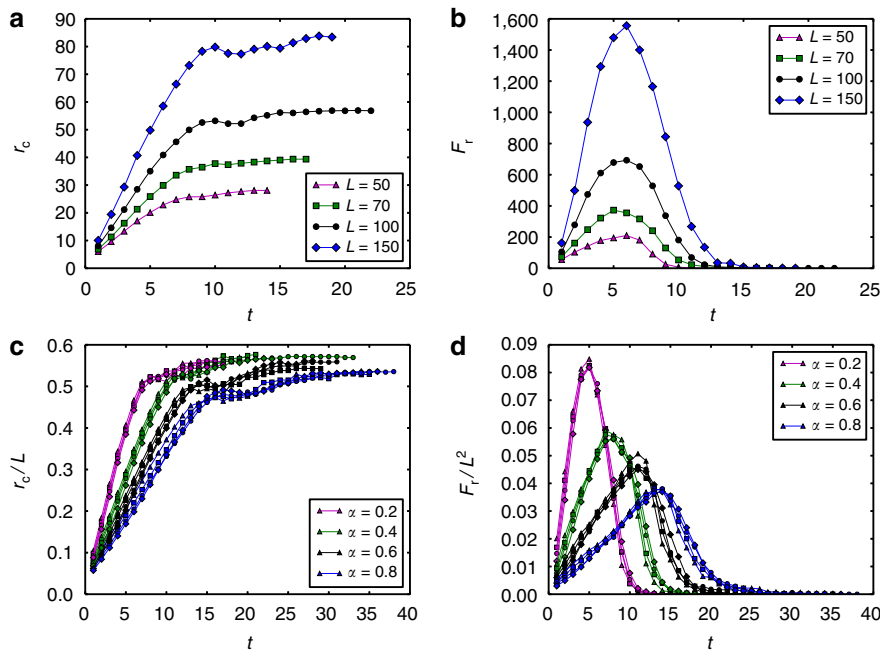 a
r_c
90
80
70
60
50
40
30
20
10
0
0 5 10 15 20 25
t
L = 50
L = 70
L = 100
L = 150
b
F_r
1,600
1,400
1,200
1,000
800
600
400
200
0
0 5 10 15 20 25
t
L = 50
L = 70
L = 100
L = 150
c
r_c/L
0.6
0.5
0.4
0.3
0.2
0.1
0.0
0 5 10 15 20 25 30 35 40
t
α = 0.2
α = 0.4
α = 0.6
α = 0.8
d
F_r/L²
0.09
0.08
0.07
0.06
0.05
0.04
0.03
0.02
0.01
0.00
0 5 10 15 20 25 30 35 40
t
α = 0.2
α = 0.4
α = 0.6
α = 0.8